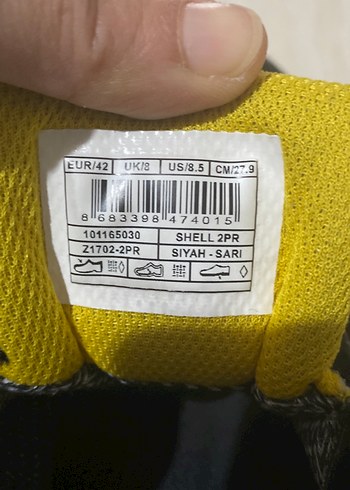 EUR/42 UK/8 US/8.5 CM/27.9
8 683398 474015
101165030 SHELL 2PR
Z1702-2PR SIYAH - SARI